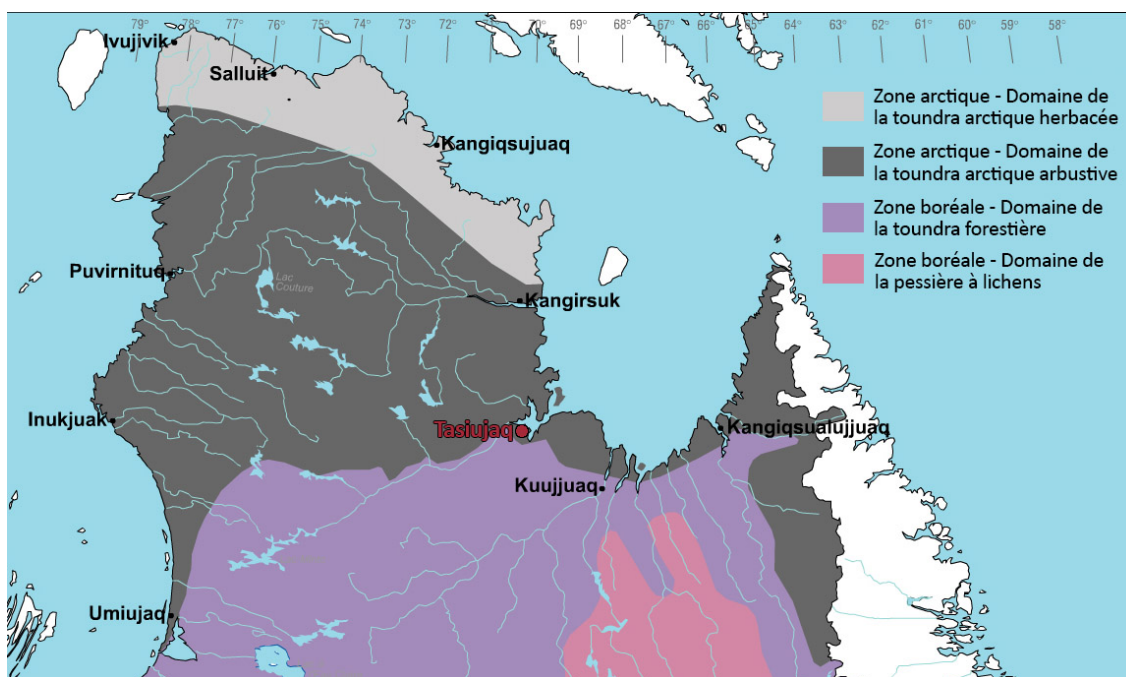 79° 78° 77° 76° 75° 74° 73° 72° 71° 70° 69° 68° 67° 66° 65° 64° 63° 62° 61° 60° 59° 58°
Ivujivik
Salluit
Zone arctique - Domaine de
la toundra arctique herbacée
Kangiqsujuaq
Zone arctique - Domaine de
la toundra arctique arbustive
Zone boréale - Domaine de
la toundra forestière
Puvirnituq
Lac
Couture
Zone boréale - Domaine de
la pessière à lichens
Kangirsuk
Inukjuak
Tasiujaq
Kangiqsualujjuaq
Kuujjuaq
Umiujaq